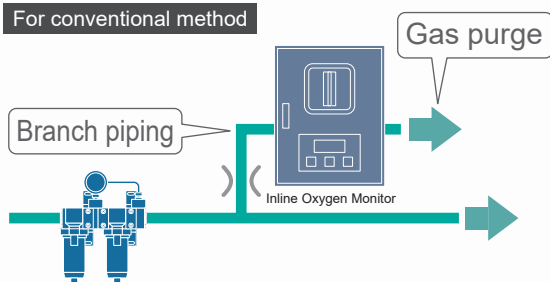 For conventional method
Gas purge
Branch piping
Inline Oxygen Monitor